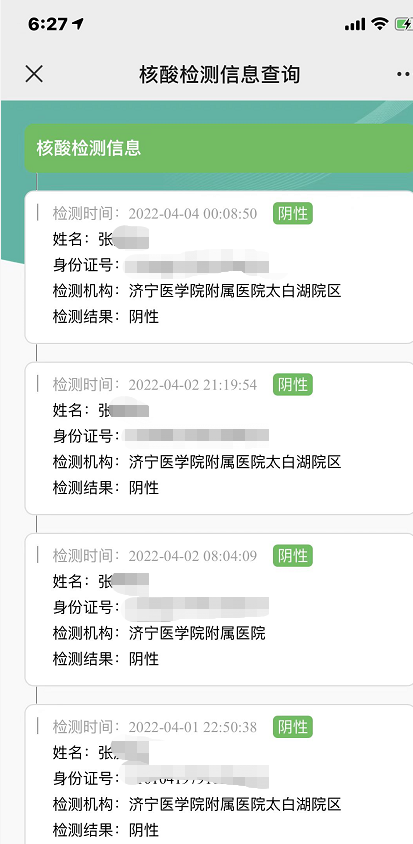 6:27
核酸检测信息查询
核酸检测信息
检测时间：2022-04-04 00:08:50 阴性
姓名：张
身份证号：
检测机构：济宁医学院附属医院太白湖院区
检测结果：阴性
检测时间：2022-04-02 21:19:54 阴性
姓名：张
身份证号：
检测机构：济宁医学院附属医院太白湖院区
检测结果：阴性
检测时间：2022-04-02 08:04:09 阴性
姓名：张
身份证号：
检测机构：济宁医学院附属医院
检测结果：阴性
检测时间：2022-04-01 22:50:38 阴性
姓名：张
身份证号：
检测机构：济宁医学院附属医院太白湖院区
检测结果：阴性